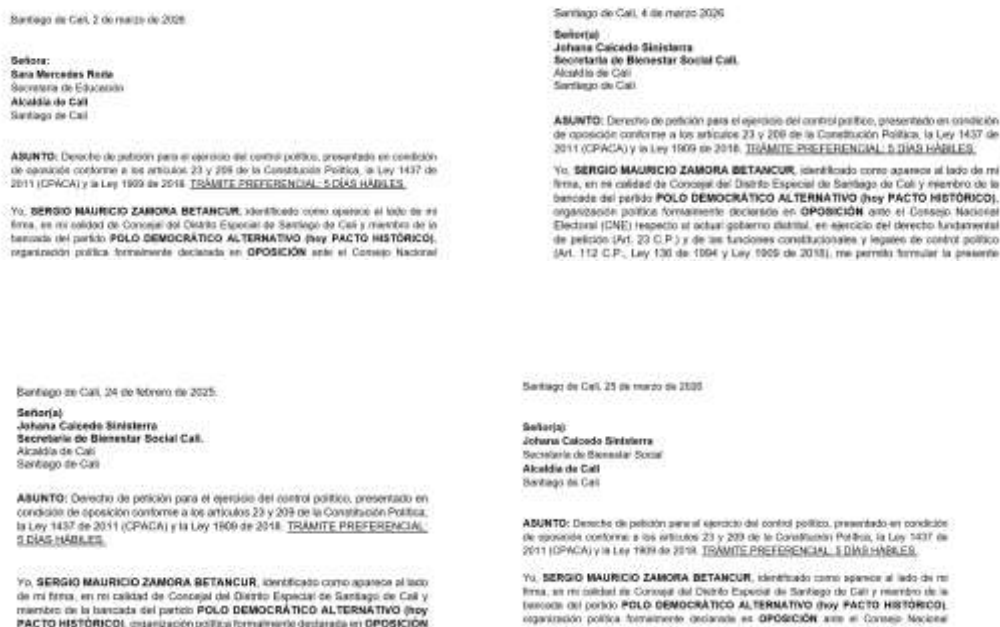 Santiago de Cali, 2 de marzo de 2026
Señora:
Sara Mercedes Roda
Secretaria de Educación
Alcaldía de Cali
Santiago de Cali
ASUNTO: Derecho de petición para el ejercicio del control político, presentado en condición
de oposición conforme a los artículos 23 y 209 de la Constitución Política, la Ley 1437 de
2011 (CPACA) y la Ley 1909 de 2018. TRÁMITE PREFERENCIAL: 5 DÍAS HÁBILES.
Yo, SERGIO MAURICIO ZAMORA BETANCUR, identificado como aparece al lado de mi
firma, en mi calidad de Concejal del Distrito Especial de Santiago de Cali y miembro de la
bancada del partido POLO DEMOCRÁTICO ALTERNATIVO (hoy PACTO HISTÓRICO),
organización política formalmente declarada en OPOSICIÓN ante el Consejo Nacional
Santiago de Cali, 4 de marzo 2026
Señor(a)
Johana Caicedo Sinisterra
Secretaria de Bienestar Social Cali.
Alcaldía de Cali
Santiago de Cali
ASUNTO: Derecho de petición para el ejercicio del control político, presentado en condición
de oposición conforme a los artículos 23 y 209 de la Constitución Política, la Ley 1437 de
2011 (CPACA) y la Ley 1909 de 2018. TRÁMITE PREFERENCIAL: 5 DÍAS HÁBILES.
Yo, SERGIO MAURICIO ZAMORA BETANCUR, identificado como aparece al lado de mi
firma, en mi calidad de Concejal del Distrito Especial de Santiago de Cali y miembro de la
bancada del partido POLO DEMOCRÁTICO ALTERNATIVO (hoy PACTO HISTÓRICO),
organización política formalmente declarada en OPOSICIÓN ante el Consejo Nacional
Electoral (CNE) respecto al actual gobierno distrital, en ejercicio del derecho fundamental
de petición (Art. 23 C.P.) y de las funciones constitucionales y legales de control político
(Art. 112 C.P., Ley 136 de 1994 y Ley 1909 de 2018), me permito formular la presente
Santiago de Cali, 24 de febrero de 2025.
Señor(a)
Johana Caicedo Sinisterra
Secretaria de Bienestar Social Cali.
Alcaldía de Cali
Santiago de Cali
ASUNTO: Derecho de petición para el ejercicio del control político, presentado en
condición de oposición conforme a los artículos 23 y 209 de la Constitución Política,
la Ley 1437 de 2011 (CPACA) y la Ley 1909 de 2018. TRÁMITE PREFERENCIAL:
5 DÍAS HÁBILES.
Yo, SERGIO MAURICIO ZAMORA BETANCUR, identificado como aparece al lado
de mi firma, en mi calidad de Concejal del Distrito Especial de Santiago de Cali y
miembro de la bancada del partido POLO DEMOCRÁTICO ALTERNATIVO (hoy
PACTO HISTÓRICO), organización política formalmente declarada en OPOSICIÓN
Santiago de Cali, 25 de marzo de 2026
Señor(a):
Johana Caicedo Sinisterra
Secretaria de Bienestar Social
Alcaldía de Cali
Santiago de Cali
ASUNTO: Derecho de petición para el ejercicio del control político, presentado en condición
de oposición conforme a los artículos 23 y 209 de la Constitución Política, la Ley 1437 de
2011 (CPACA) y la Ley 1909 de 2018. TRÁMITE PREFERENCIAL: 5 DÍAS HÁBILES.
Yo, SERGIO MAURICIO ZAMORA BETANCUR, identificado como aparece al lado de mi
firma, en mi calidad de Concejal del Distrito Especial de Santiago de Cali y miembro de la
bancada del partido POLO DEMOCRÁTICO ALTERNATIVO (hoy PACTO HISTÓRICO),
organización política formalmente declarada en OPOSICIÓN ante el Consejo Nacional